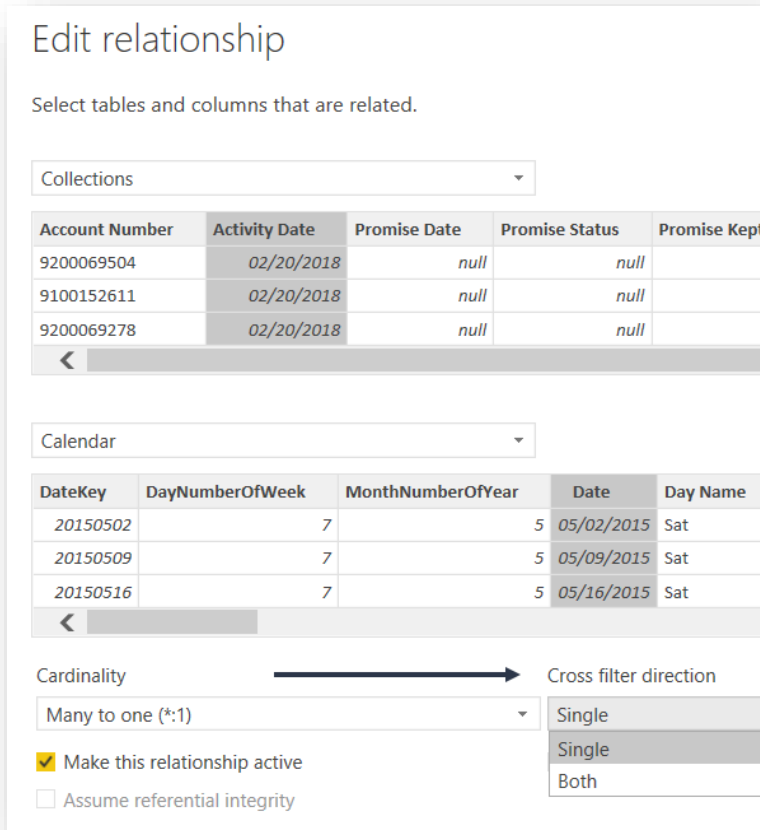 Edit relationship
Select tables and columns that are related.
Collections
Account Number Activity Date Promise Date Promise Status Promise Kept
9200069504 02/20/2018 null null
9100152611 02/20/2018 null null
9200069278 02/20/2018 null null
Calendar
DateKey DayNumberOfWeek MonthNumberOfYear Date Day Name
20150502 7 5 05/02/2015 Sat
20150509 7 5 05/09/2015 Sat
20150516 7 5 05/16/2015 Sat
Cardinality Cross filter direction
Many to one (*:1) Single
Single
Make this relationship active
Both
Assume referential integrity